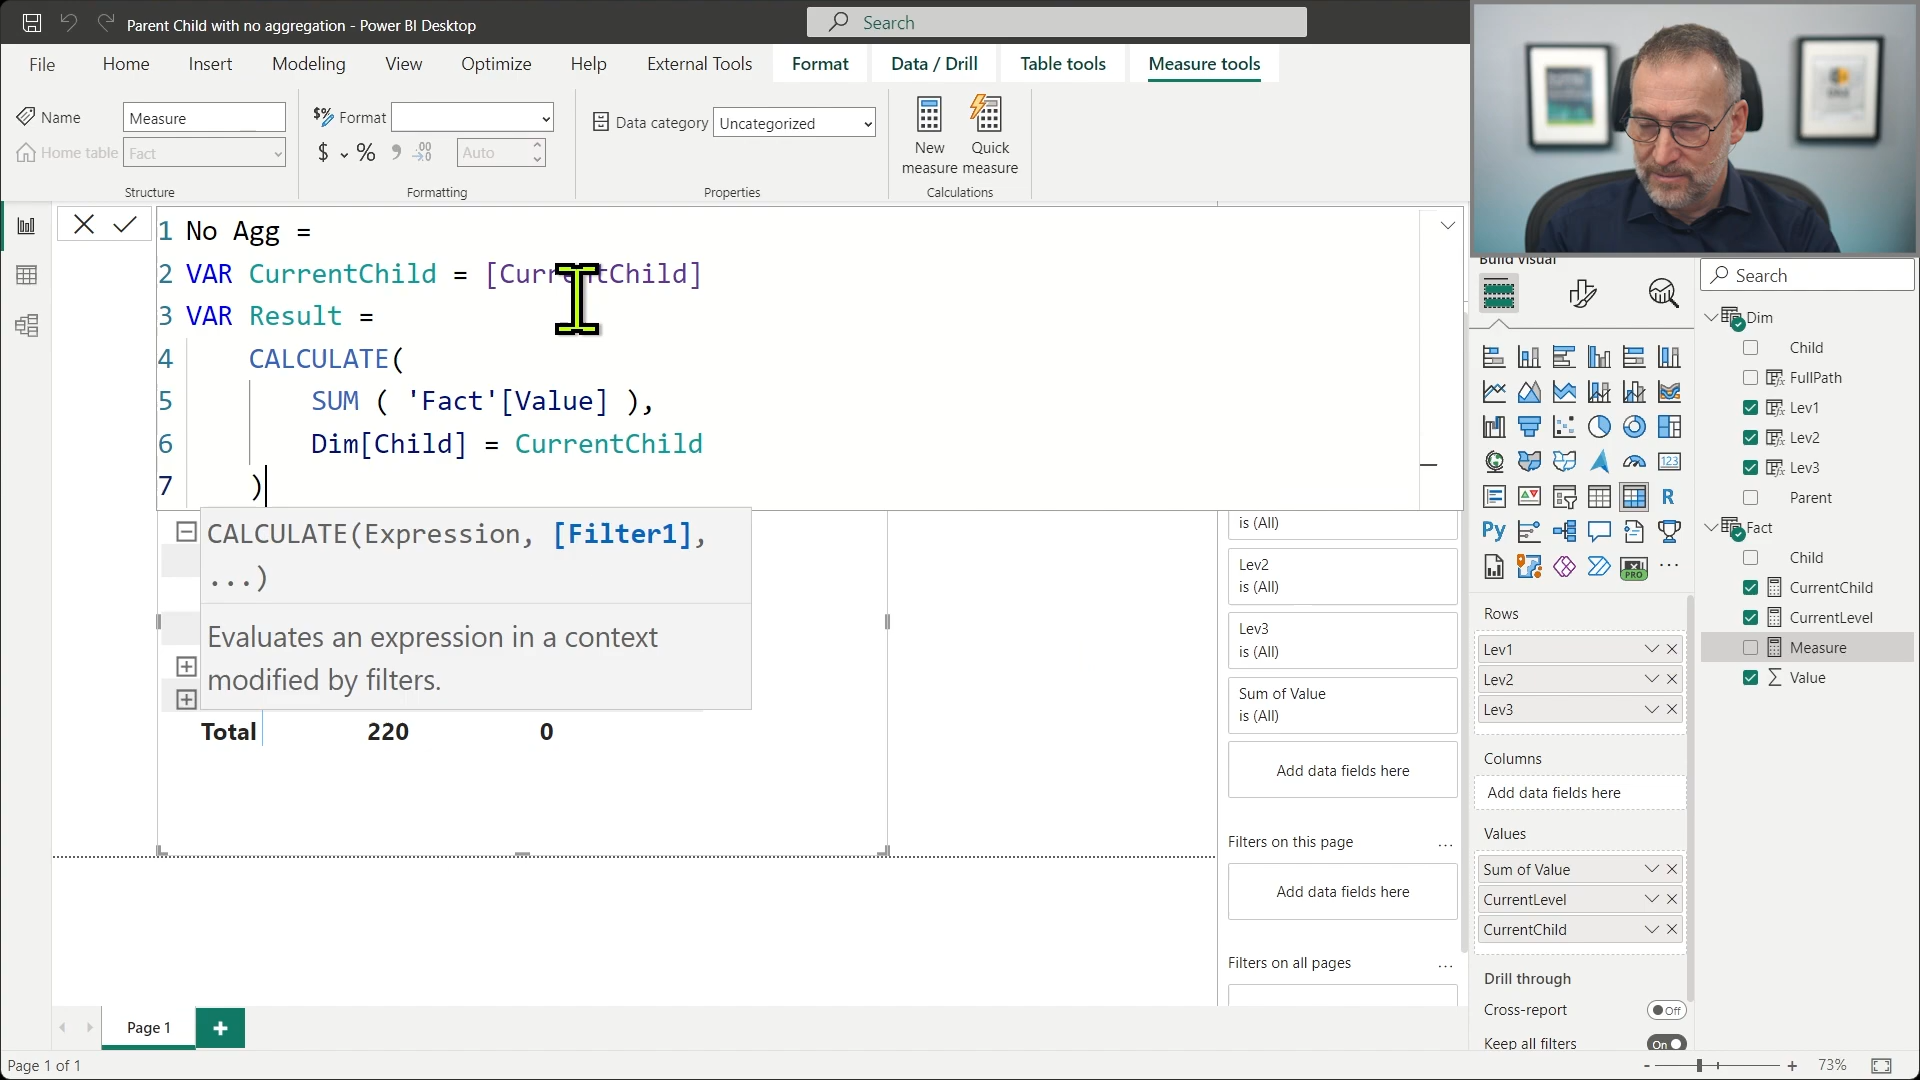 Parent Child with no aggregation - Power BI Desktop
Search
File
Home
Insert
Modeling
View
Optimize
Help
External Tools
Format
Data / Drill
Table tools
Measure tools
Name
Measure
Home table
Fact
Structure
$% Format
$ % 9 .00
Auto
Formatting
Data category
Uncategorized
Properties
New
measure
Quick
measure
Calculations
1 No Agg =
2 VAR CurrentChild = [CurrentChild]
3 VAR Result =
4 CALCULATE(
5 SUM ( 'Fact'[Value] ),
6 Dim[Child] = CurrentChild
7 )
CALCULATE(Expression, [Filter1],
...)
Evaluates an expression in a context
modified by filters.
Total 220 0
is (All)
Lev2
is (All)
Lev3
is (All)
Sum of Value
is (All)
Add data fields here
Filters on this page ...
Add data fields here
Filters on all pages ...
Build visual
123
R
Py
PRO
...
Rows
Lev1
Lev2
Lev3
Columns
Add data fields here
Values
Sum of Value
CurrentLevel
CurrentChild
Drill through
Cross-report Off
Keep all filters On
Search
Dim
Child
FullPath
Lev1
Lev2
Lev3
Parent
Fact
Child
CurrentChild
CurrentLevel
Measure
Value
Page 1
+
Page 1 of 1
- + 73%